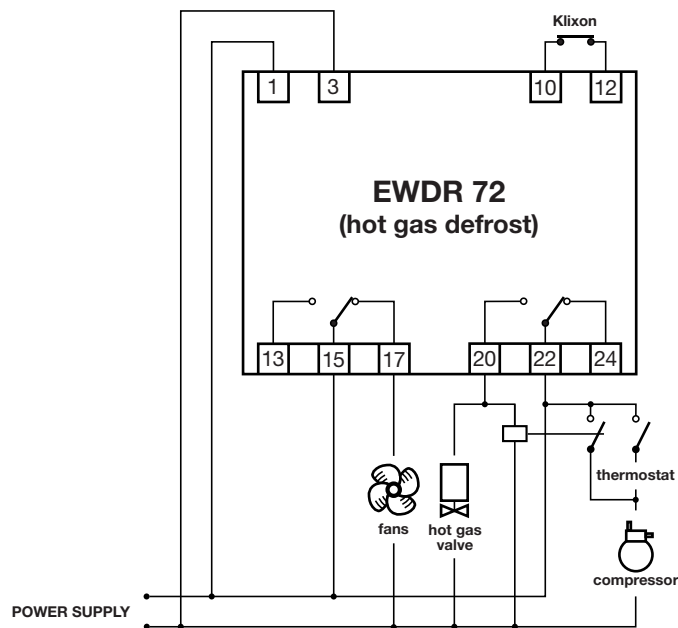 Klixon
1 3 10 12
EWDR 72
(hot gas defrost)
13 15 17 20 22 24
thermostat
fans
hot gas
valve
compressor
POWER SUPPLY